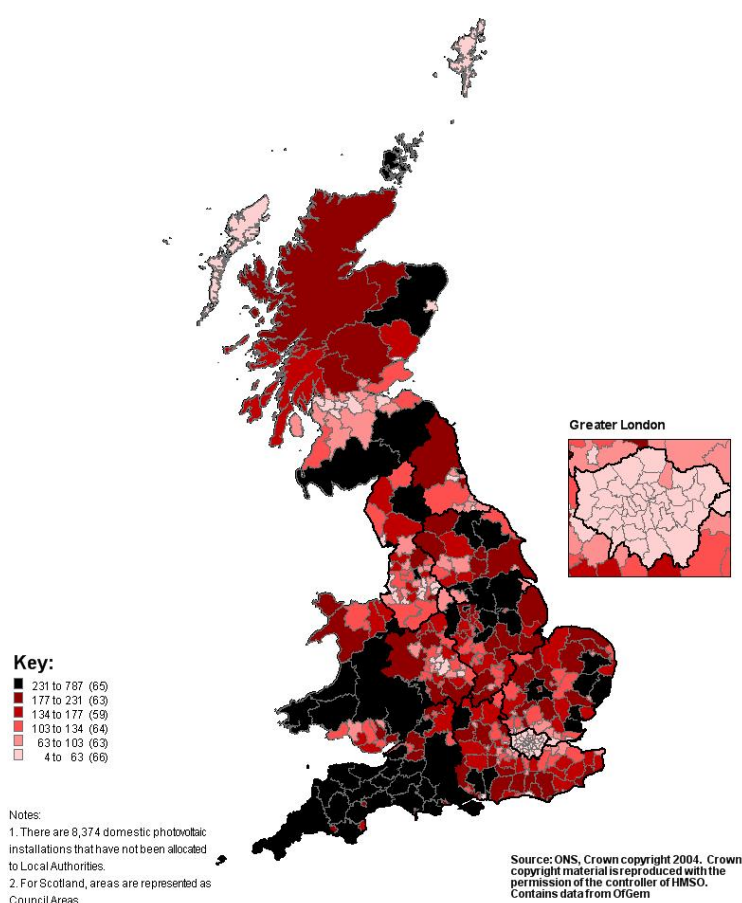 Greater London
Key:
231 to 787 (65)
177 to 231 (63)
134 to 177 (59)
103 to 134 (64)
63 to 103 (63)
4 to 63 (66)
Notes:
1. There are 8,374 domestic photovoltaic
installations that have not been allocated
to Local Authorities.
2. For Scotland, areas are represented as
Council Areas
Source: ONS, Crown copyright 2004. Crown
copyright material is reproduced with the
permission of the controller of HMSO.
Contains data from OfGem